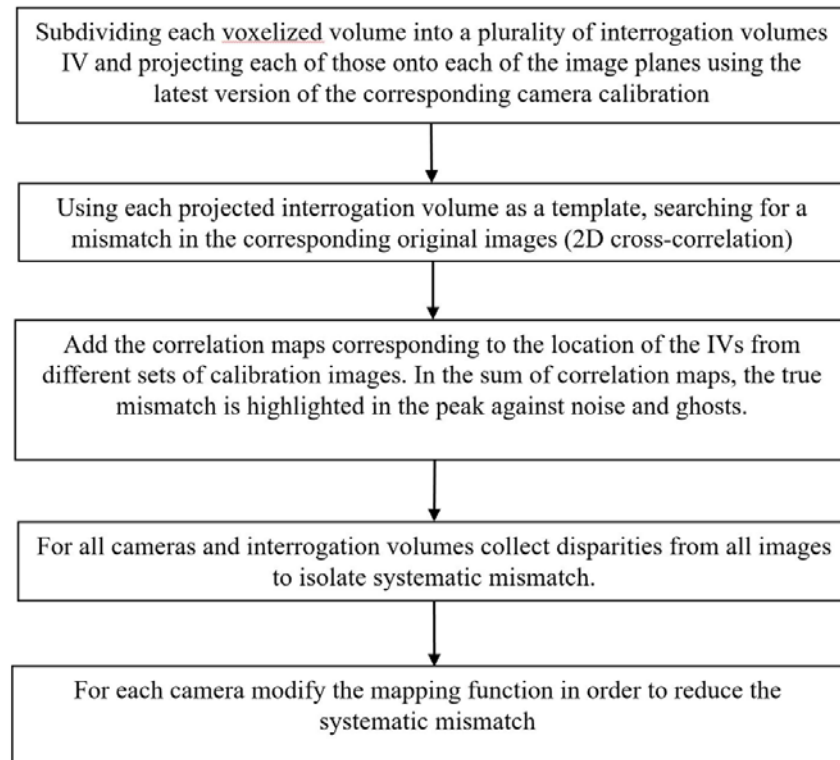 Subdividing each voxelized volume into a plurality of interrogation volumes
IV and projecting each of those onto each of the image planes using the
latest version of the corresponding camera calibration
Using each projected interrogation volume as a template, searching for a
mismatch in the corresponding original images (2D cross-correlation)
Add the correlation maps corresponding to the location of the IVs from
different sets of calibration images. In the sum of correlation maps, the true
mismatch is highlighted in the peak against noise and ghosts.
For all cameras and interrogation volumes collect disparities from all images
to isolate systematic mismatch.
For each camera modify the mapping function in order to reduce the
systematic mismatch